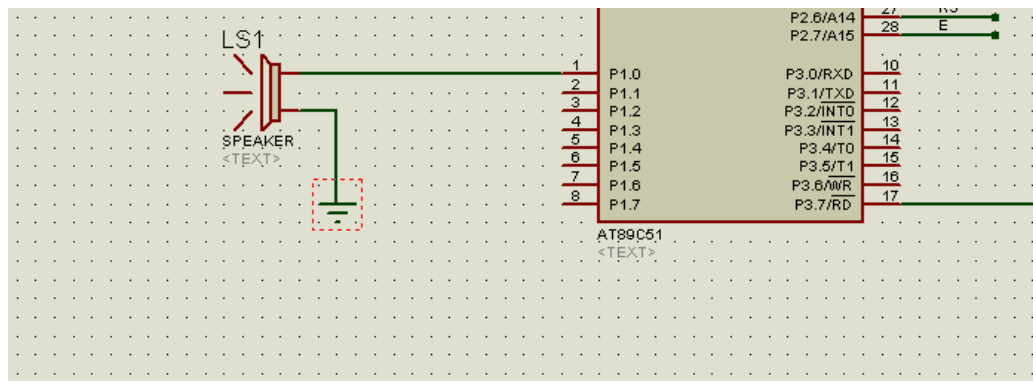 27
RS
P2.6/A14
28
E
P2.7/A15
LS1
1
P1.0
P3.0/RXD
10
2
P1.1
P3.1/TXD
11
3
P1.2
P3.2/INT0
12
4
P1.3
P3.3/INT1
13
5
P1.4
P3.4/T0
14
6
P1.5
P3.5/T1
15
7
P1.6
P3.6/WR
16
8
P1.7
P3.7/RD
17
SPEAKER
<TEXT>
AT89C51
<TEXT>